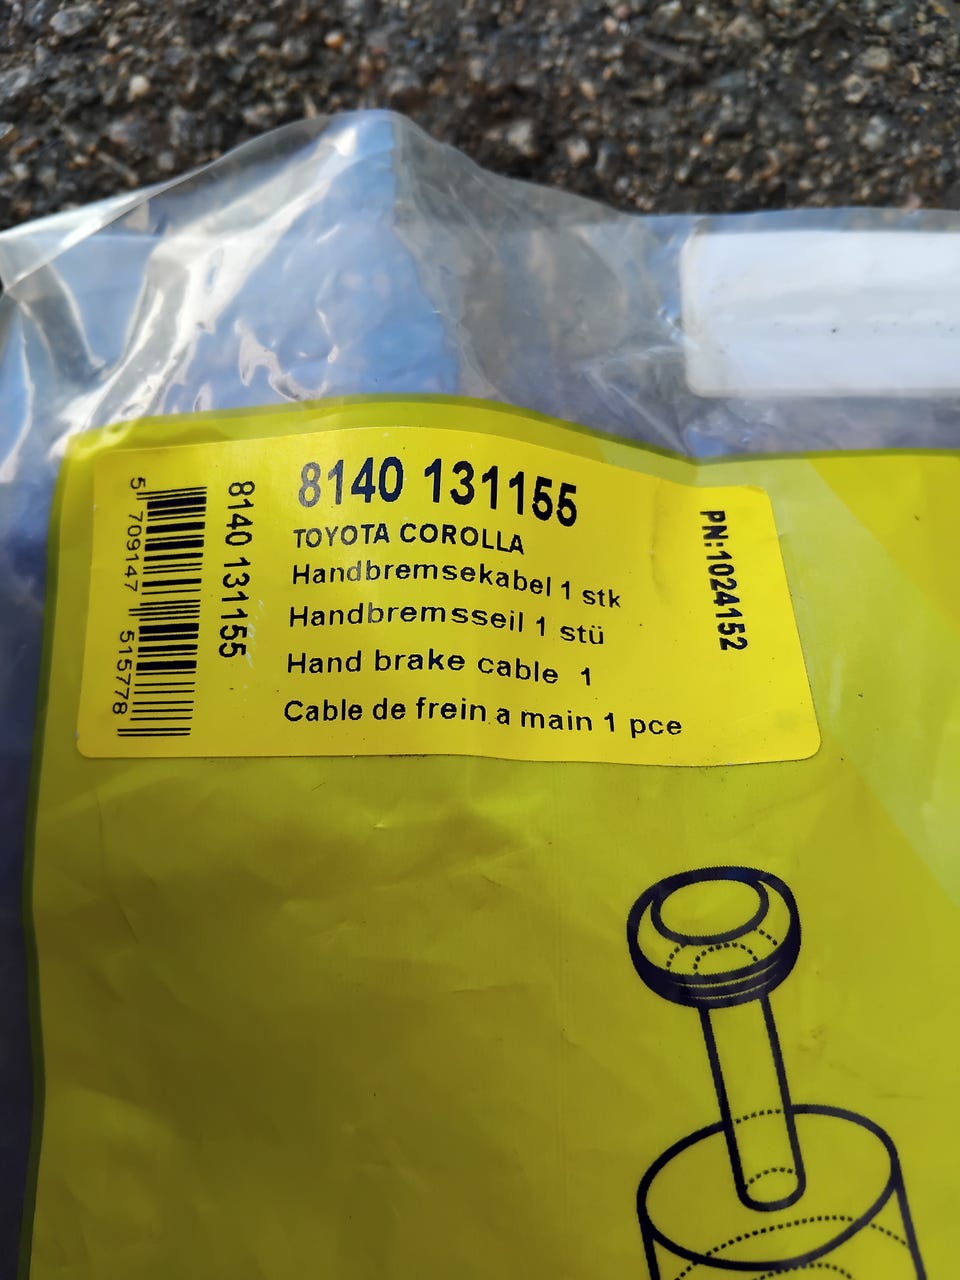 8140 131155
TOYOTA COROLLA
Handbremsekabel 1 stk
Handbremsseil 1 stü
Hand brake cable 1
Cable de frein a main 1 pce
8140 131155
5 709147 515778
PN:1024152